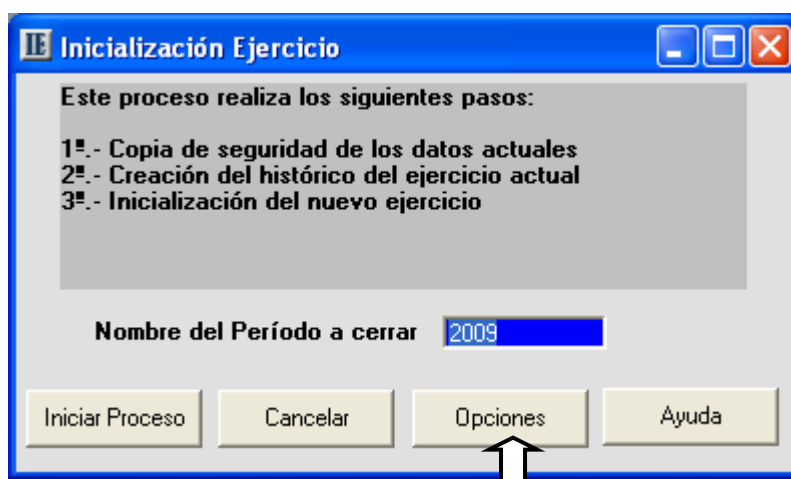 IE Inicialización Ejercicio
Este proceso realiza los siguientes pasos:
1º.- Copia de seguridad de los datos actuales
2º.- Creación del histórico del ejercicio actual
3º.- Inicialización del nuevo ejercicio
Nombre del Período a cerrar 2009
Iniciar Proceso Cancelar Opciones Ayuda